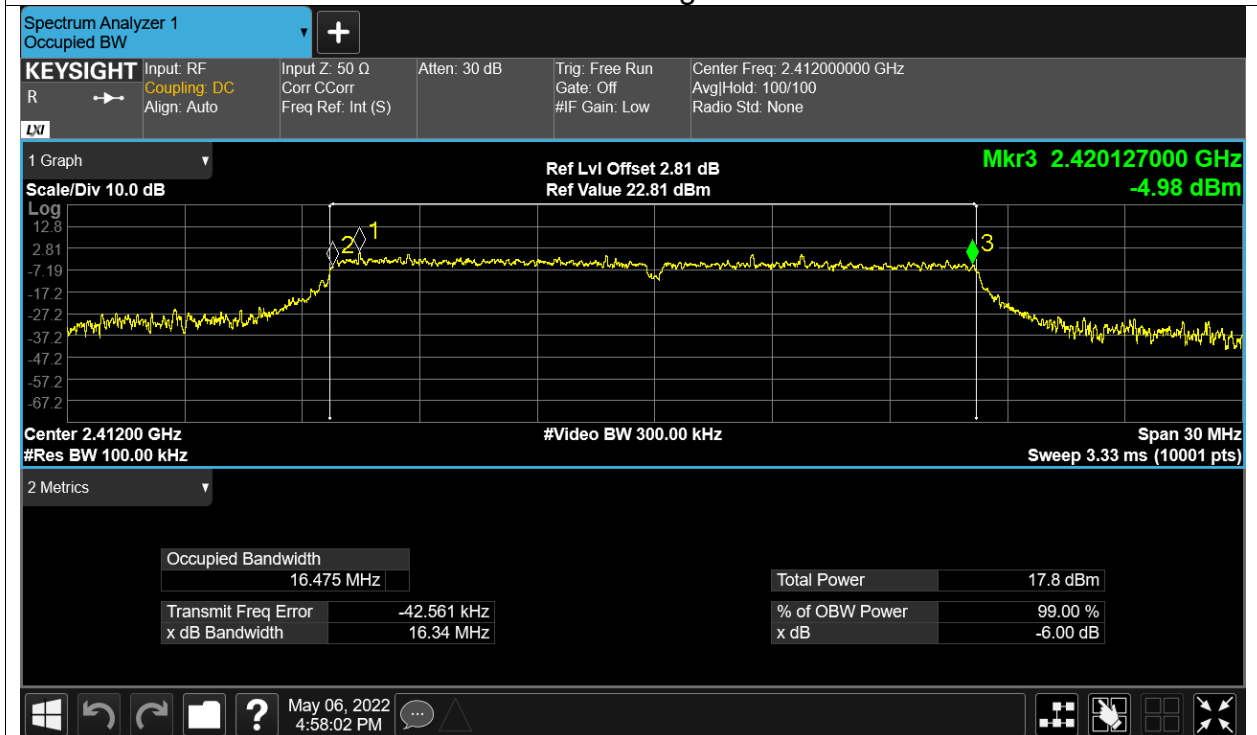 Spectrum Analyzer 1
Occupied BW
+
KEYSIGHT
R
LXI
Input: RF
Coupling: DC
Align: Auto
Input Z: 50 Ω
Corr CCorr
Freq Ref: Int (S)
Atten: 30 dB
Trig: Free Run
Gate: Off
#IF Gain: Low
Center Freq: 2.412000000 GHz
Avg|Hold: 100/100
Radio Std: None
1 Graph
Scale/Div 10.0 dB
Ref Lvl Offset 2.81 dB
Ref Value 22.81 dBm
Mkr3 2.420127000 GHz
-4.98 dBm
Log
12.8
2.81
-7.19
-17.2
-27.2
-37.2
-47.2
-57.2
-67.2
2
1
3
Center 2.41200 GHz
#Res BW 100.00 kHz
#Video BW 300.00 kHz
Span 30 MHz
Sweep 3.33 ms (10001 pts)
2 Metrics
Occupied Bandwidth
16.475 MHz
Transmit Freq Error -42.561 kHz
x dB Bandwidth 16.34 MHz
Total Power 17.8 dBm
% of OBW Power 99.00 %
x dB -6.00 dB
?
May 06, 2022
4:58:02 PM